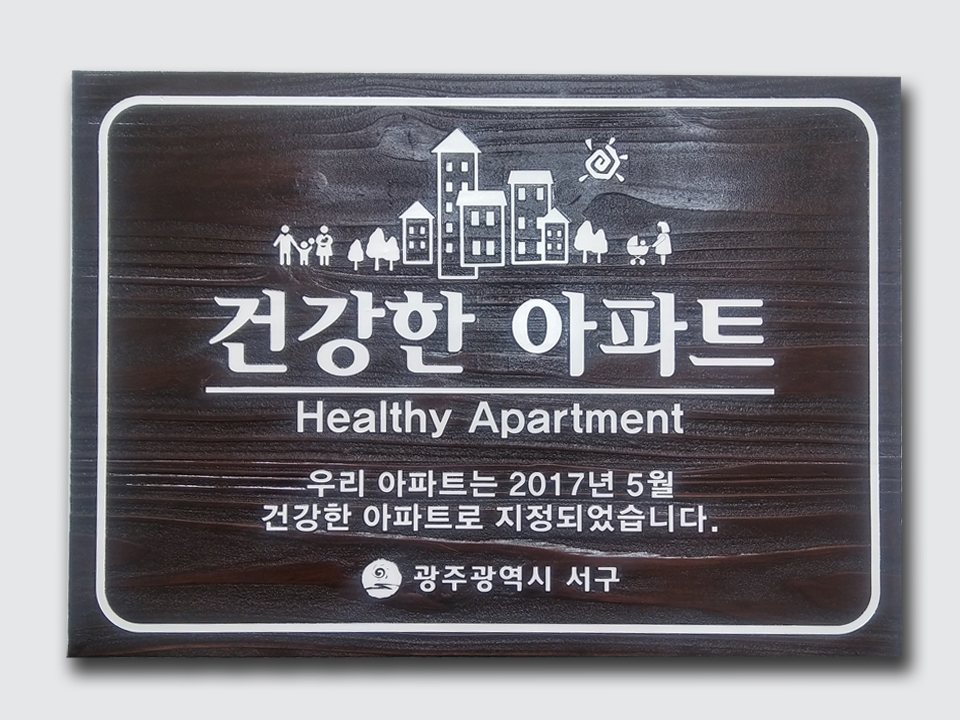 건강한 아파트
Healthy Apartment
우리 아파트는 2017년 5월
건강한 아파트로 지정되었습니다.
광주광역시 서구